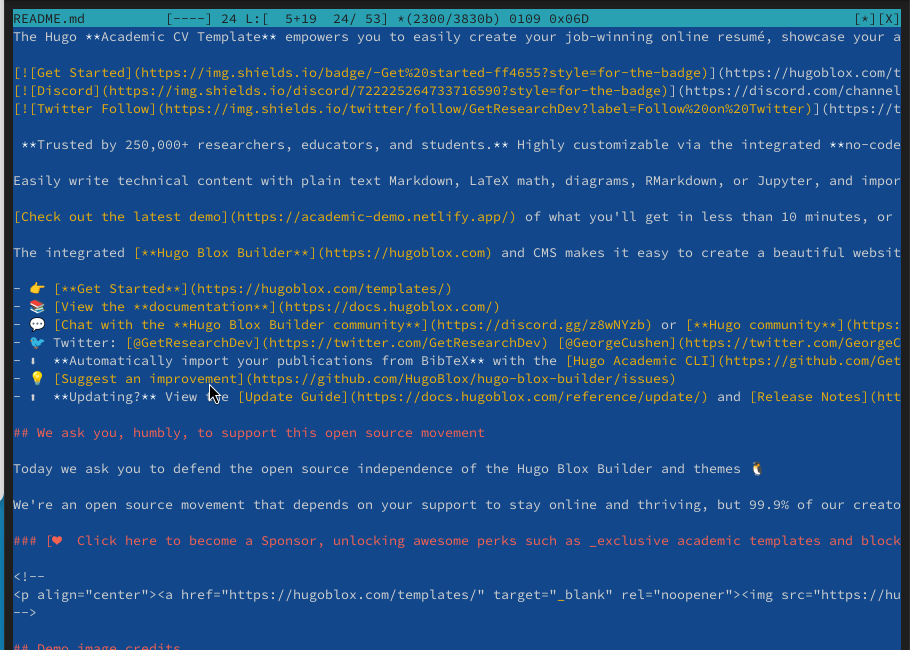 README.md          [----] 24 L:[  5+19  24/ 53] *(2300/3830b) 0109 0x06D          [*][X]
The Hugo **Academic CV Template** empowers you to easily create your job-winning online resumé, showcase your a
[![Get Started](https://img.shields.io/badge/-Get%20started-ff4655?style=for-the-badge)](https://hugoblox.com/t
[![Discord](https://img.shields.io/discord/722225264733716590?style=for-the-badge)](https://discord.com/channel
[![Twitter Follow](https://img.shields.io/twitter/follow/GetResearchDev?label=Follow%20on%20Twitter)](https://t
**Trusted by 250,000+ researchers, educators, and students.** Highly customizable via the integrated **no-code
Easily write technical content with plain text Markdown, LaTeX math, diagrams, RMarkdown, or Jupyter, and impor
[Check out the latest demo](https://academic-demo.netlify.app/) of what you'll get in less than 10 minutes, or
The integrated [**Hugo Blox Builder**](https://hugoblox.com) and CMS makes it easy to create a beautiful websit
- 👉 [**Get Started**](https://hugoblox.com/templates/)
- 📚 [View the **documentation**](https://docs.hugoblox.com/)
- 💬 [Chat with the **Hugo Blox Builder community**](https://discord.gg/z8wNYzb) or [**Hugo community**](https:
- 🐦 Twitter: [@GetResearchDev](https://twitter.com/GetResearchDev) [@GeorgeCushen](https://twitter.com/GeorgeC
- ⬇ **Automatically import your publications from BibTeX** with the [Hugo Academic CLI](https://github.com/Get
- 💡 [Suggest an improvement](https://github.com/HugoBlox/hugo-blox-builder/issues)
- ⬆ **Updating?** View the [Update Guide](https://docs.hugoblox.com/reference/update/) and [Release Notes](htt
## We ask you, humbly, to support this open source movement
Today we ask you to defend the open source independence of the Hugo Blox Builder and themes 🐧
We're an open source movement that depends on your support to stay online and thriving, but 99.9% of our creato
### [❤ Click here to become a Sponsor, unlocking awesome perks such as _exclusive academic templates and block
<!--
<p align="center"><a href="https://hugoblox.com/templates/" target="_blank" rel="noopener"><img src="https://hu
-->
## Demo image credits